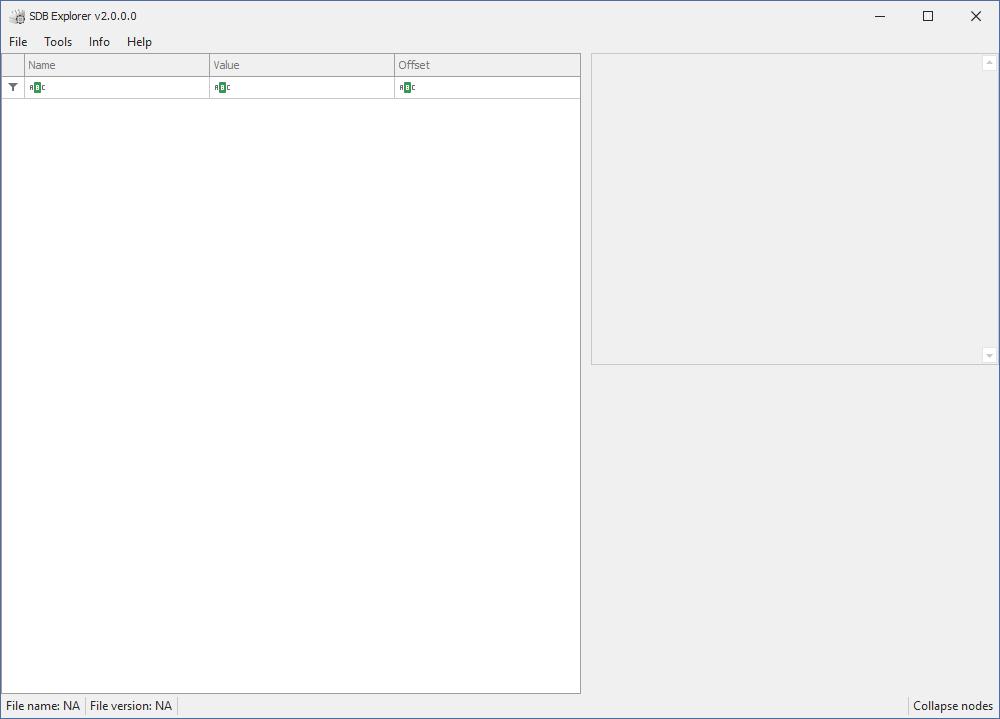 SDB Explorer v2.0.0.0
File Tools Info Help
Name Value Offset
ABC ABC ABC
File name: NA File version: NA Collapse nodes